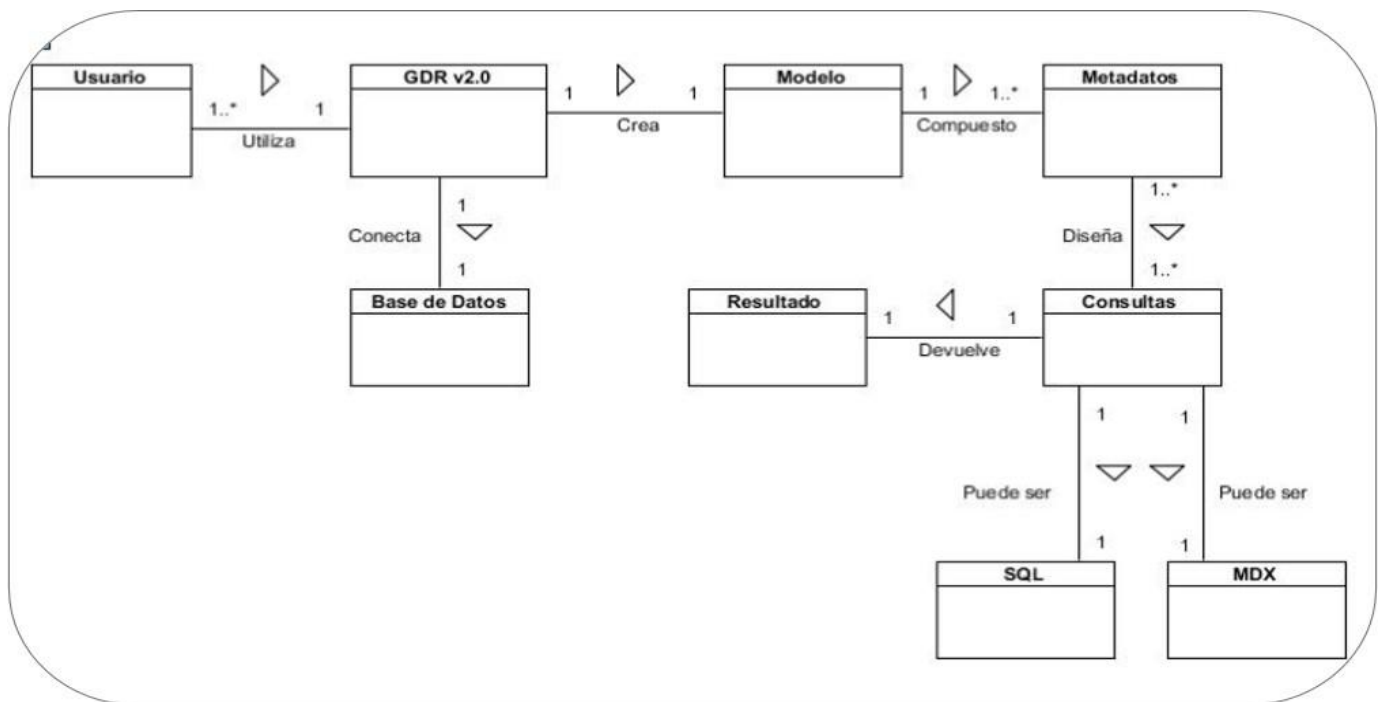 Usuario
1..*
1
Utiliza
GDR v2.0
1
1
Crea
Modelo
1
1..*
Compuesto
Metadatos
1
Conecta
1
1..*
Diseña
1..*
Base de Datos
Resultado
1
1
Devuelve
Consultas
1
1
Puede ser
Puede ser
1
1
SQL
MDX